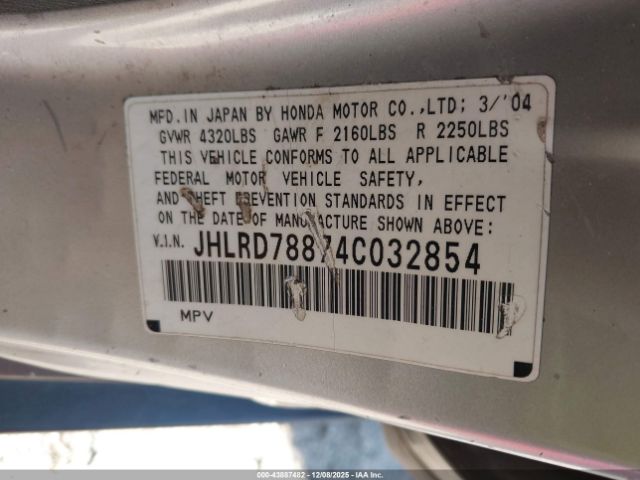 MFD. IN JAPAN BY HONDA MOTOR CO.,LTD; 3/'04
GVWR 4320LBS GAWR F 2160LBS R 2250LBS
THIS VEHICLE CONFORMS TO ALL APPLICABLE
FEDERAL MOTOR VEHICLE SAFETY,
AND THEFT PREVENTION STANDARDS IN EFFECT
ON THE DATE OF MANUFACTURE SHOWN ABOVE:
V.I.N. JHLRD78874C032854
MPV
000-43887482 - 12/08/2025 - IAA Inc. Copyright